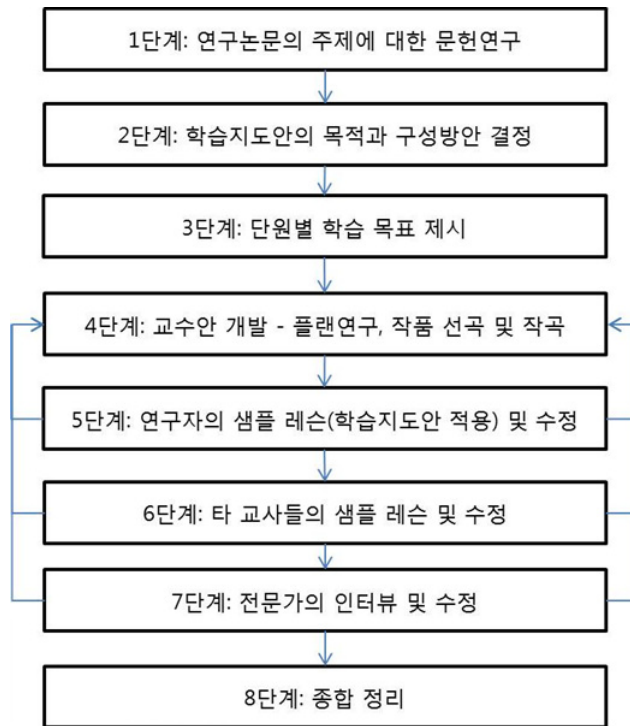 1단계: 연구논문의 주제에 대한 문헌연구
2단계: 학습지도안의 목적과 구성방안 결정
3단계: 단원별 학습 목표 제시
4단계: 교수안 개발 - 플랜연구, 작품 선곡 및 작곡
5단계: 연구자의 샘플 레슨(학습지도안 적용) 및 수정
6단계: 타 교사들의 샘플 레슨 및 수정
7단계: 전문가의 인터뷰 및 수정
8단계: 종합 정리